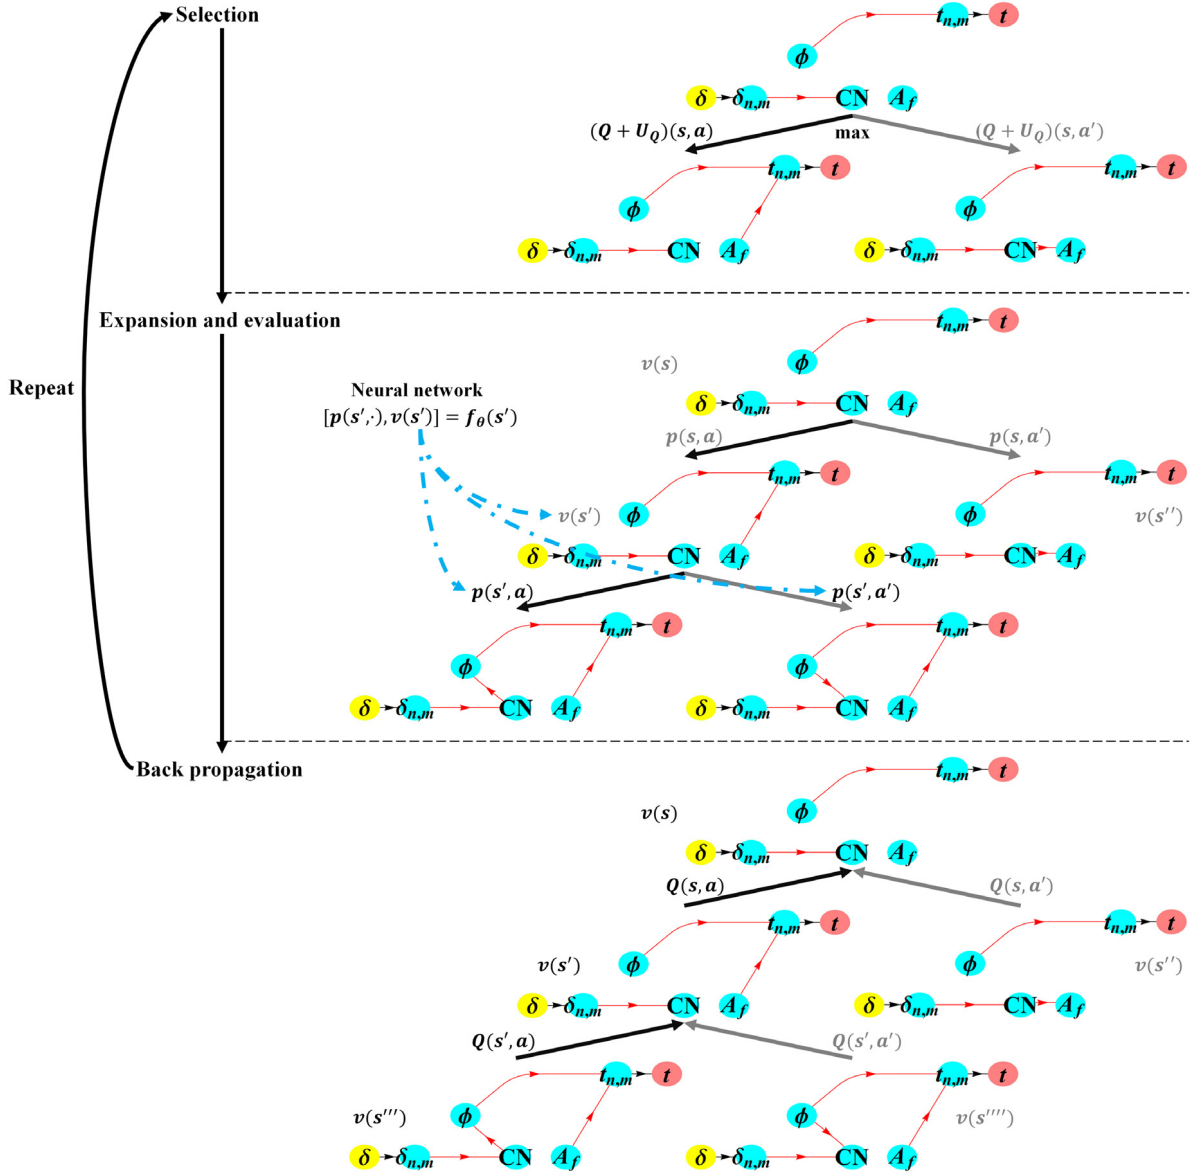 Selection
t_{n,m} t
ϕ
δ δ_{n,m} CN A_f
(Q + U_Q)(s, a) max (Q + U_Q)(s, a′)
t_{n,m} t t_{n,m} t
ϕ ϕ
δ δ_{n,m} CN A_f δ δ_{n,m} CN A_f
Expansion and evaluation
t_{n,m} t
v(s) ϕ
Repeat
Neural network
δ δ_{n,m} CN A_f
[p(s′,·), v(s′)] = f_θ(s′)
p(s, a) p(s, a′)
t_{n,m} t t_{n,m} t
v(s′) ϕ ϕ v(s′′)
δ δ_{n,m} CN A_f δ δ_{n,m} CN A_f
p(s′, a) p(s′, a′)
t_{n,m} t t_{n,m} t
ϕ ϕ
δ δ_{n,m} CN A_f δ δ_{n,m} CN A_f
Back propagation
t_{n,m} t
v(s) ϕ
δ δ_{n,m} CN A_f
Q(s, a) Q(s, a′)
t_{n,m} t t_{n,m} t
v(s′) ϕ ϕ v(s′′)
δ δ_{n,m} CN A_f δ δ_{n,m} CN A_f
Q(s′, a) Q(s′, a′)
t_{n,m} t t_{n,m} t
v(s′′′) ϕ ϕ v(s′′′′)
δ δ_{n,m} CN A_f δ δ_{n,m} CN A_f